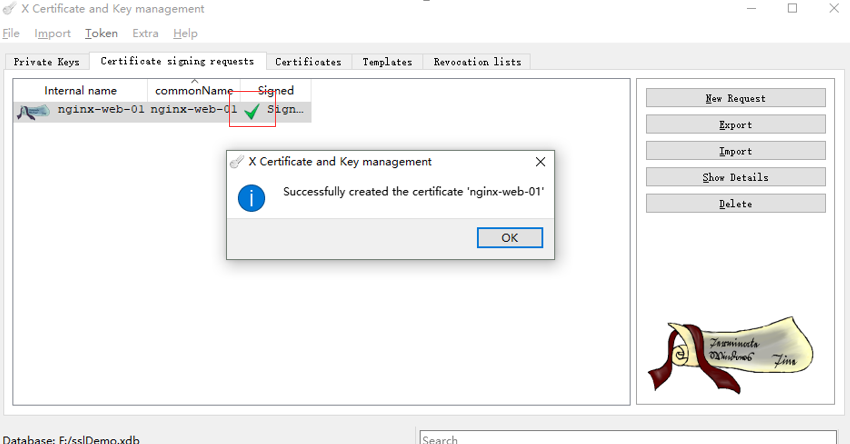 X Certificate and Key management
File Import Token Extra Help
Private Keys Certificate signing requests Certificates Templates Revocation lists
Internal name commonName Signed
nginx-web-01 nginx-web-01 Sign...
New Request
Export
Import
Show Details
Delete
X Certificate and Key management
Successfully created the certificate 'nginx-web-01'
OK
Windows
Database: F:/sslDemo.xdb
Search